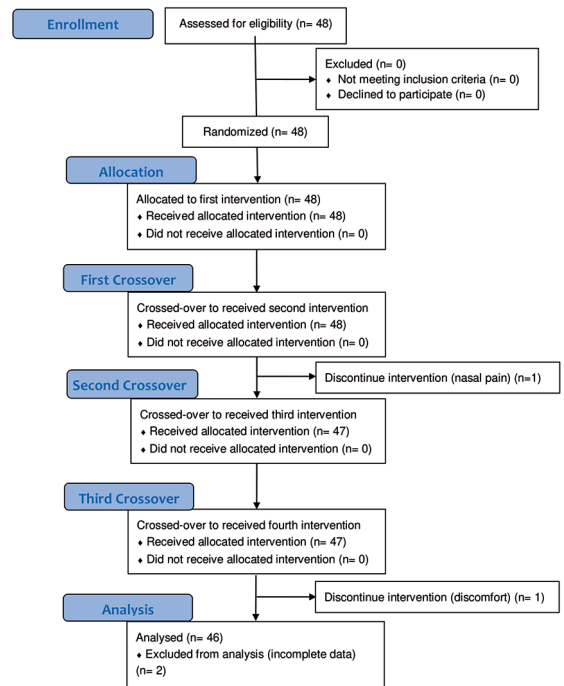 Enrollment
Assessed for eligibility (n= 48)
Excluded (n= 0)
♦ Not meeting inclusion criteria (n= 0)
♦ Declined to participate (n= 0)
Randomized (n= 48)
Allocation
Allocated to first intervention (n= 48)
♦ Received allocated intervention (n= 48)
♦ Did not receive allocated intervention (n= 0)
First Crossover
Crossed-over to received second intervention
♦ Received allocated intervention (n= 48)
♦ Did not receive allocated intervention (n= 0)
Discontinue intervention (nasal pain) (n=1)
Second Crossover
Crossed-over to received third intervention
♦ Received allocated intervention (n= 47)
♦ Did not receive allocated intervention (n= 0)
Third Crossover
Crossed-over to received fourth intervention
♦ Received allocated intervention (n= 47)
♦ Did not receive allocated intervention (n= 0)
Discontinue intervention (discomfort) (n= 1)
Analysis
Analysed (n= 46)
♦ Excluded from analysis (incomplete data)
(n= 2)